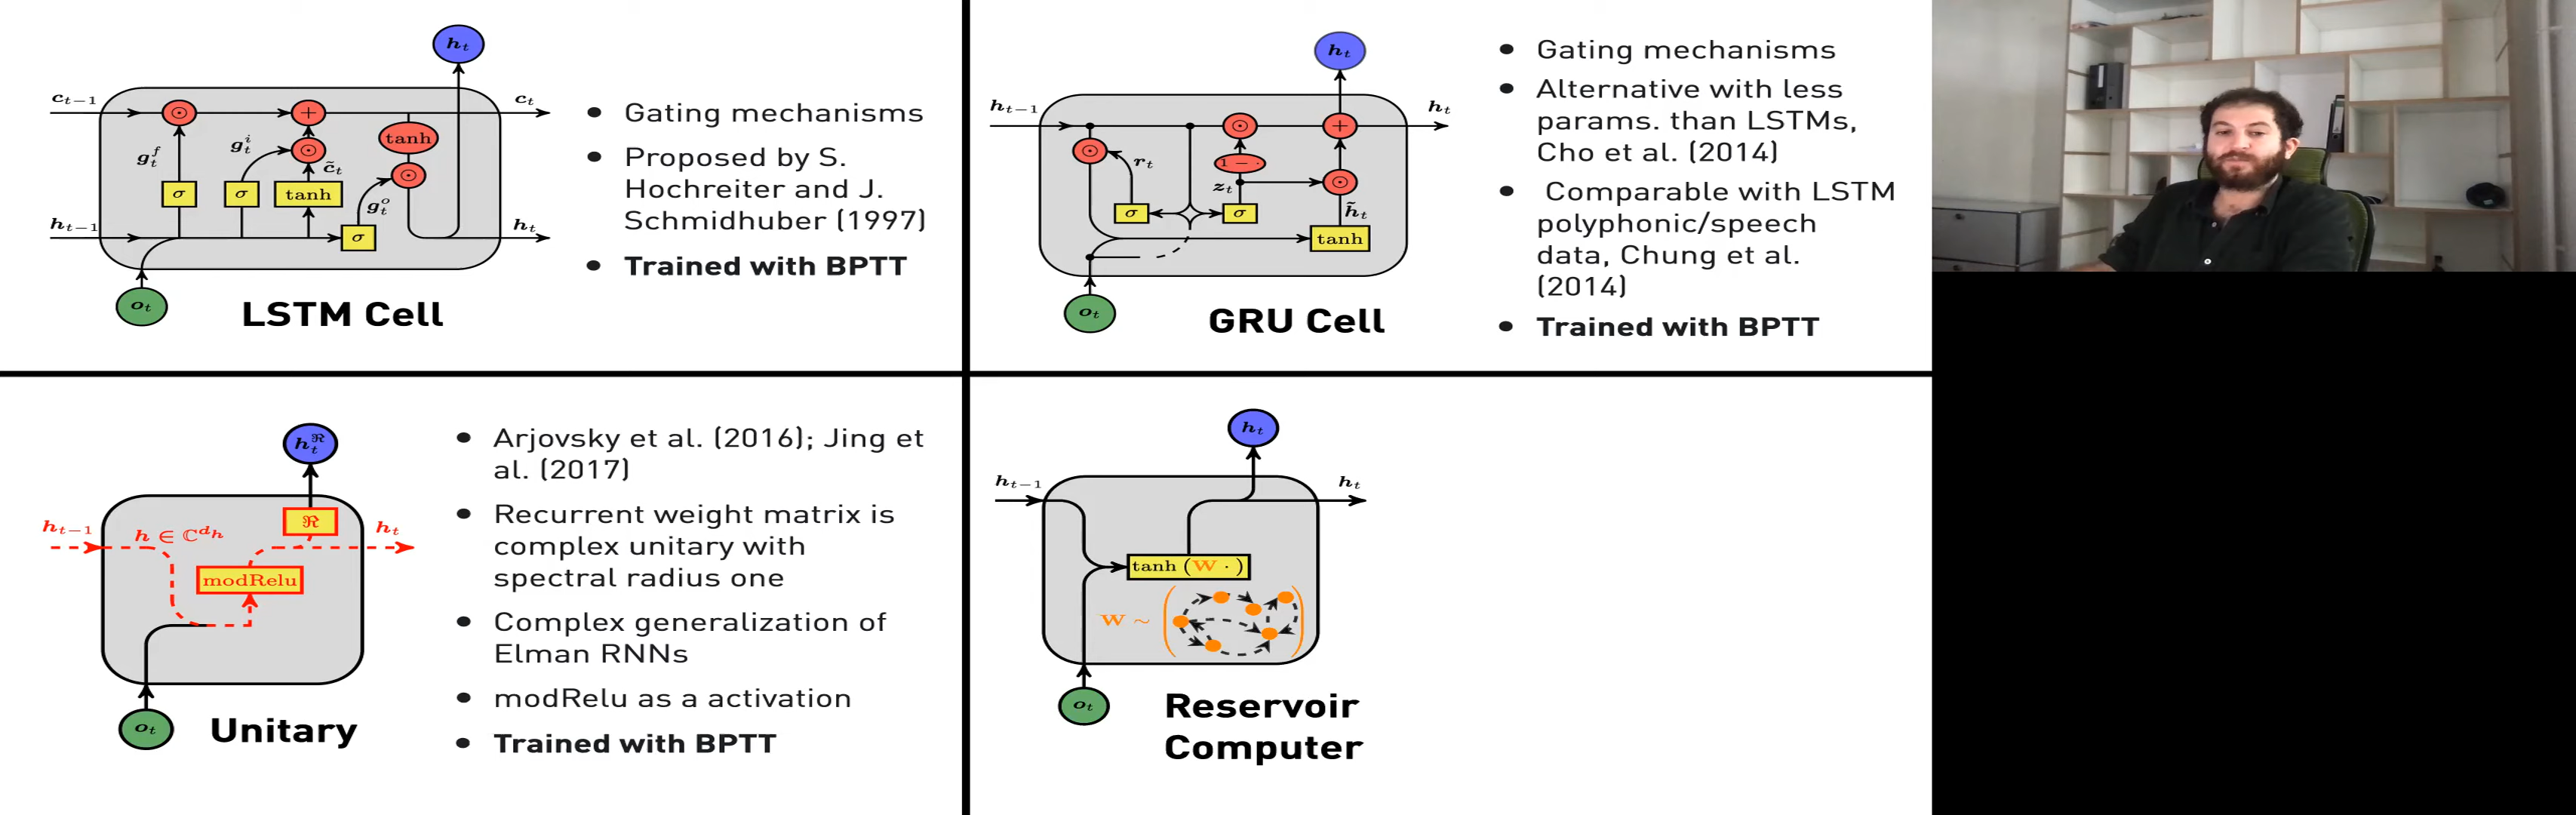 h_t
c_{t-1}
c_t
tanh
g_t^f
g_t^i
c̃_t
σ
σ
tanh
g_t^o
h_{t-1}
σ
h_t
o_t
LSTM Cell
• Gating mechanisms
• Proposed by S.
Hochreiter and J.
Schmidhuber (1997)
• Trained with BPTT
h_t
h_{t-1}
h_t
r_t
1 − ·
z_t
σ
σ
h̃_t
tanh
o_t
GRU Cell
• Gating mechanisms
• Alternative with less
params. than LSTMs,
Cho et al. (2014)
• Comparable with LSTM
polyphonic/speech
data, Chung et al.
(2014)
• Trained with BPTT
h_t^ℜ
ℜ
h_{t-1}
h ∈ ℂ^{d_h}
h_t
modRelu
o_t
Unitary
• Arjovsky et al. (2016); Jing et
al. (2017)
• Recurrent weight matrix is
complex unitary with
spectral radius one
• Complex generalization of
Elman RNNs
• modRelu as a activation
• Trained with BPTT
h_t
h_{t-1}
h_t
tanh (W ·)
W ∼
o_t
Reservoir
Computer